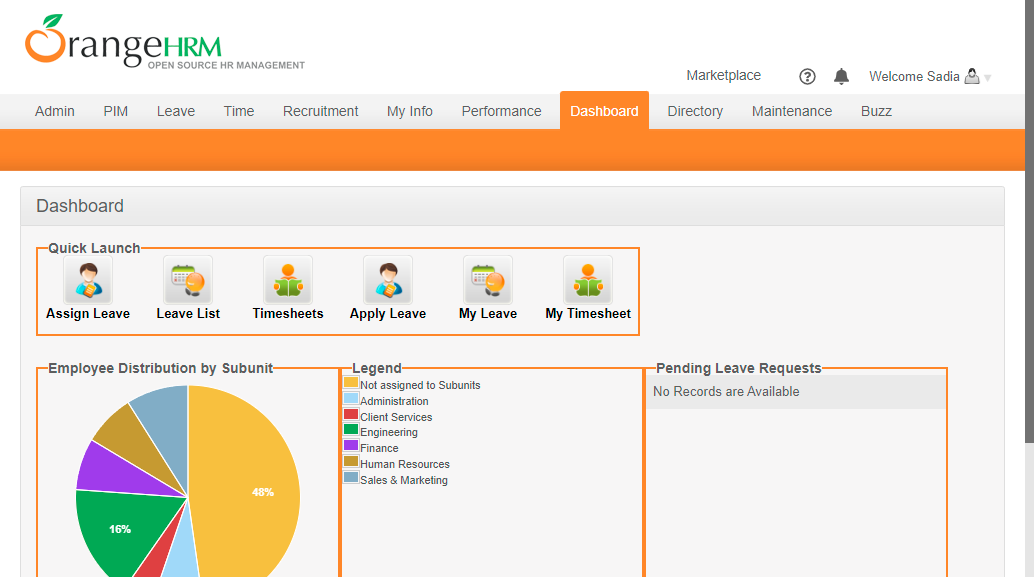 OrangeHRM
OPEN SOURCE HR MANAGEMENT
Marketplace ? Welcome Sadia
Admin PIM Leave Time Recruitment My Info Performance Dashboard Directory Maintenance Buzz
Dashboard
Quick Launch
Assign Leave Leave List Timesheets Apply Leave My Leave My Timesheet
Employee Distribution by Subunit
48%
16%
Legend
Not assigned to Subunits
Administration
Client Services
Engineering
Finance
Human Resources
Sales & Marketing
Pending Leave Requests
No Records are Available